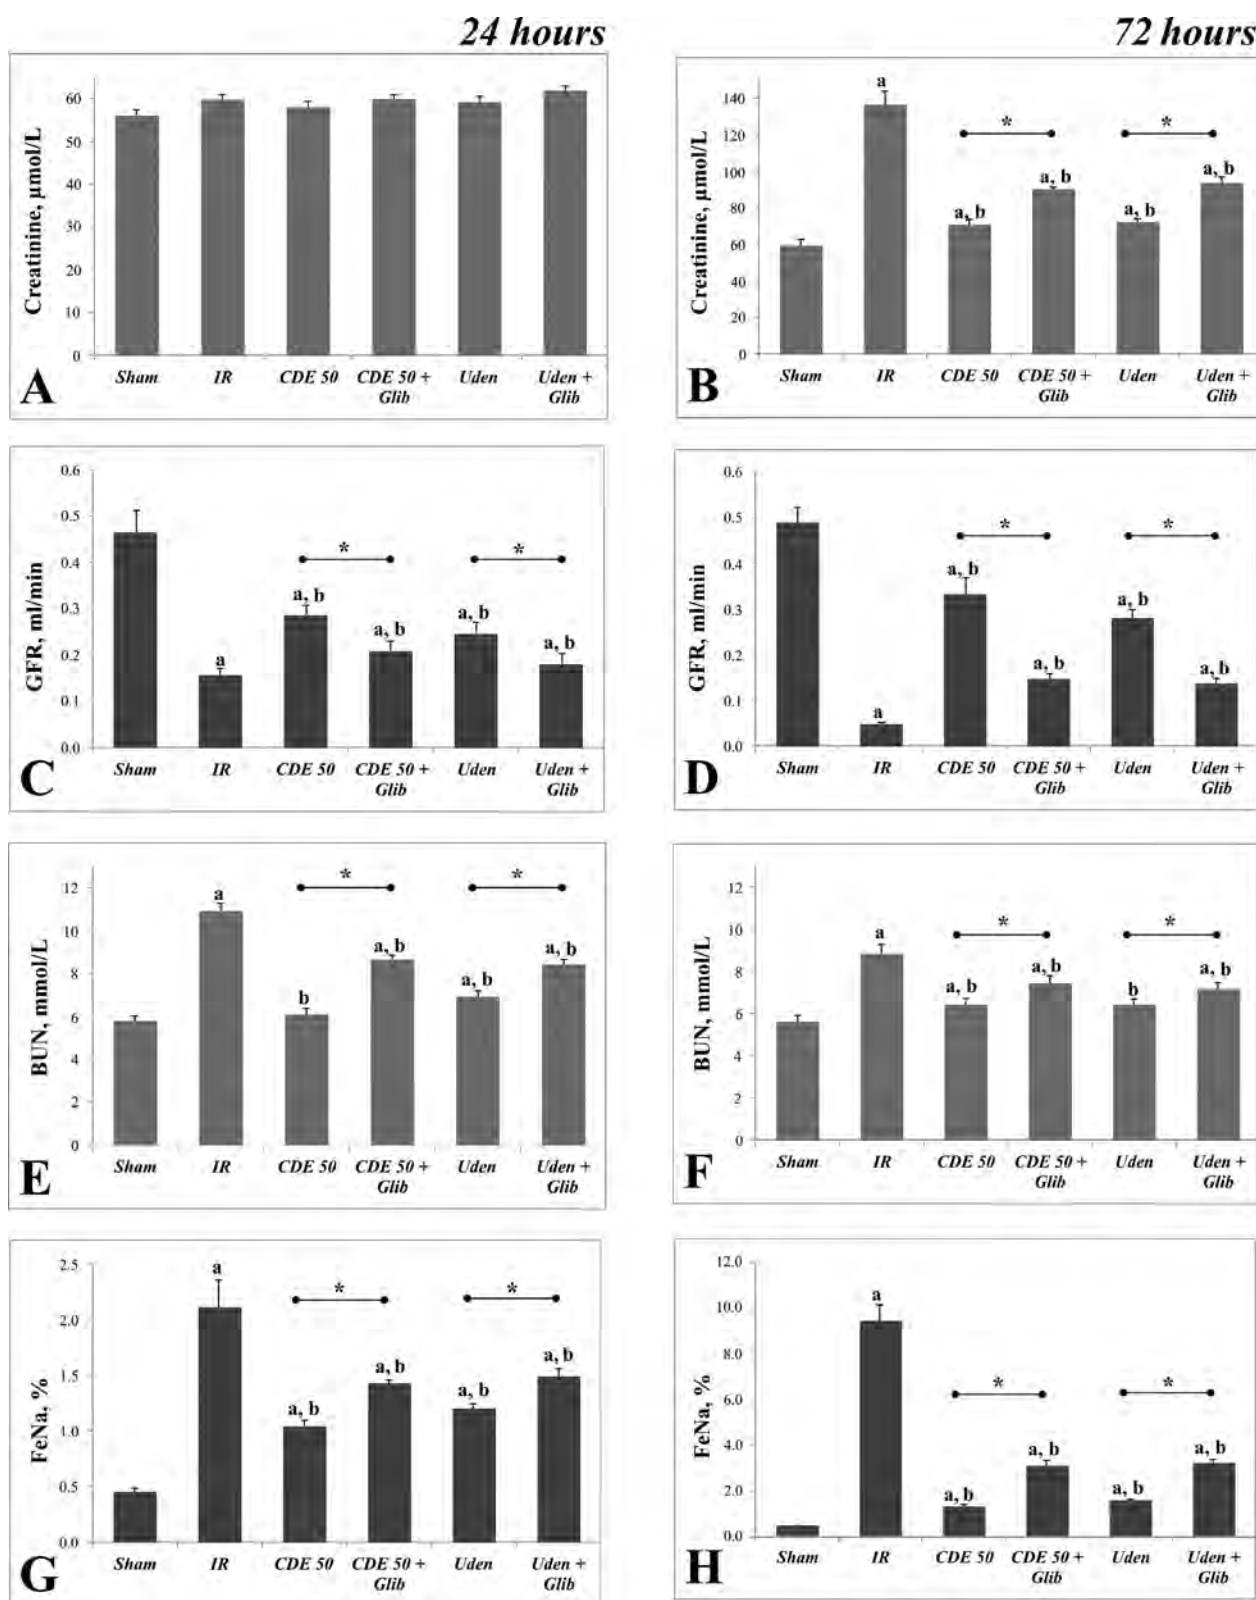 24 hours
72 hours
Creatinine, µmol/L
60
50
40
30
20
10
0
Sham IR CDE 50 CDE 50 + Glib Uden Uden + Glib
A
Creatinine, µmol/L
140
120
100
80
60
40
20
0
a
a, b
a, b
a, b
a, b
*
*
Sham IR CDE 50 CDE 50 + Glib Uden Uden + Glib
B
GFR, ml/min
0.6
0.5
0.4
0.3
0.2
0.1
0.0
a
a, b
a, b
a, b
a, b
*
*
Sham IR CDE 50 CDE 50 + Glib Uden Uden + Glib
C
GFR, ml/min
0.6
0.5
0.4
0.3
0.2
0.1
0.0
a
a, b
a, b
a, b
a, b
*
*
Sham IR CDE 50 CDE 50 + Glib Uden Uden + Glib
D
BUN, mmol/L
12
10
8
6
4
2
0
a
b
a, b
a, b
a, b
*
*
Sham IR CDE 50 CDE 50 + Glib Uden Uden + Glib
E
BUN, mmol/L
12
10
8
6
4
2
0
a
a, b
a, b
b
a, b
*
*
Sham IR CDE 50 CDE 50 + Glib Uden Uden + Glib
F
FeNa, %
2.5
2.0
1.5
1.0
0.5
0.0
a
a, b
a, b
a, b
a, b
*
*
Sham IR CDE 50 CDE 50 + Glib Uden Uden + Glib
G
FeNa, %
12.0
10.0
8.0
6.0
4.0
2.0
0.0
a
a, b
a, b
a, b
a, b
*
*
Sham IR CDE 50 CDE 50 + Glib Uden Uden + Glib
H